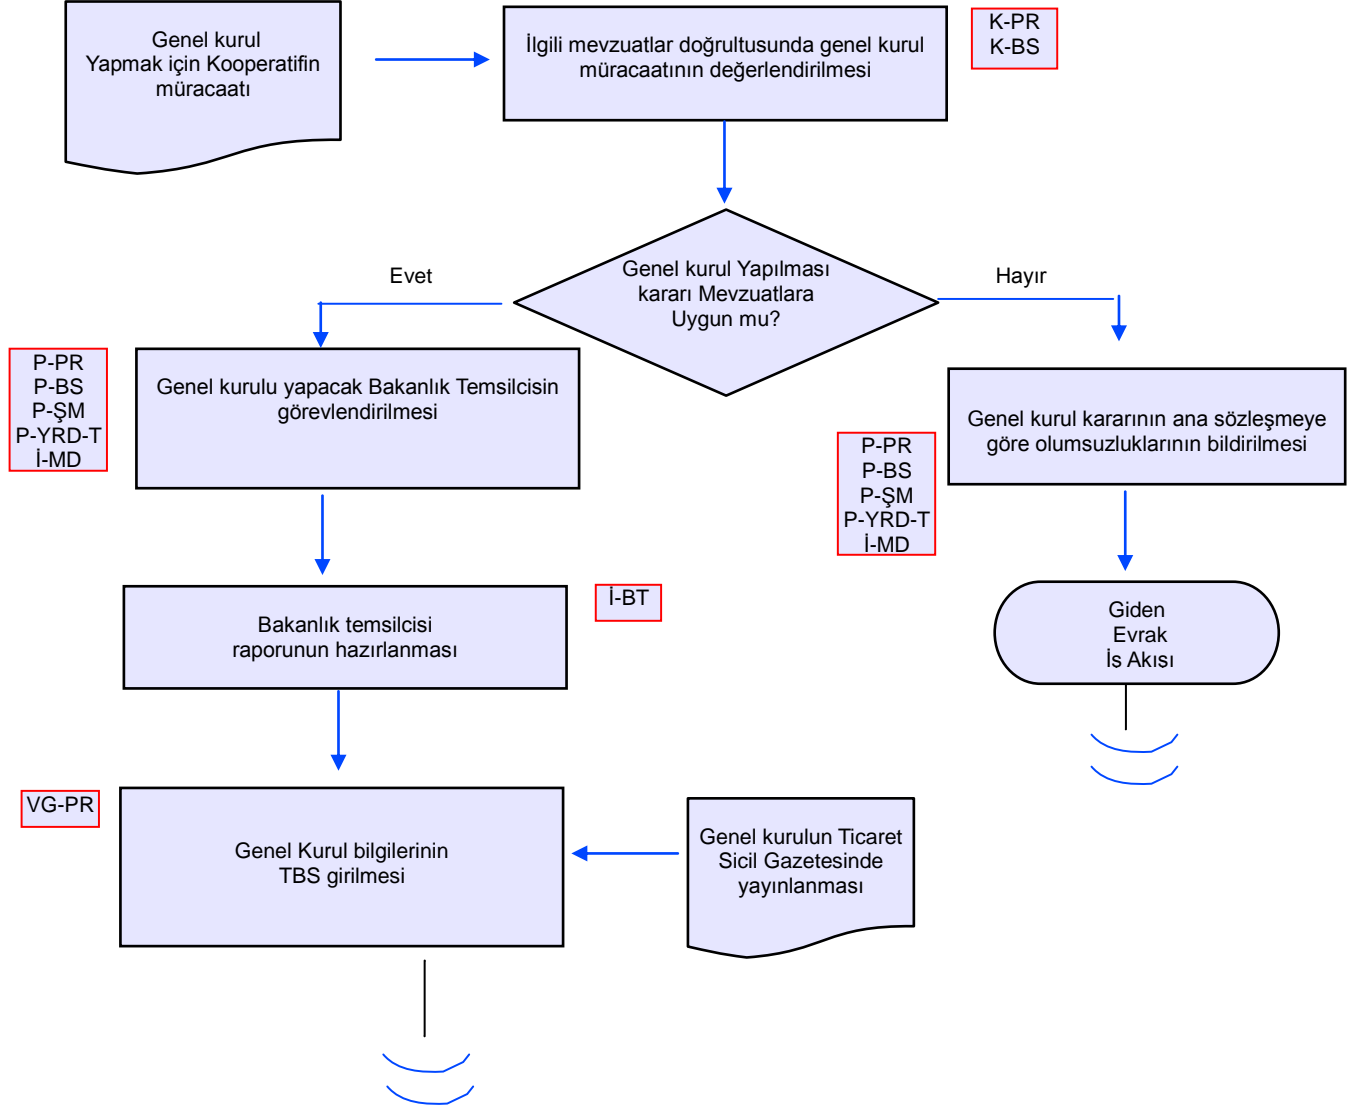 Genel kurul
Yapmak için Kooperatifin
müracaatı
İlgili mevzuatlar doğrultusunda genel kurul
müracaatının değerlendirilmesi
K-PR
K-BS
Genel kurul Yapılması
kararı Mevzuatlara
Uygun mu?
Evet
Hayır
P-PR
P-BS
P-ŞM
P-YRD-T
İ-MD
Genel kurulu yapacak Bakanlık Temsilcisin
görevlendirilmesi
P-PR
P-BS
P-ŞM
P-YRD-T
İ-MD
Genel kurul kararının ana sözleşmeye
göre olumsuzluklarının bildirilmesi
Bakanlık temsilcisi
raporunun hazırlanması
İ-BT
Giden
Evrak
İs Akısı
VG-PR
Genel Kurul bilgilerinin
TBS girilmesi
Genel kurulun Ticaret
Sicil Gazetesinde
yayınlanması